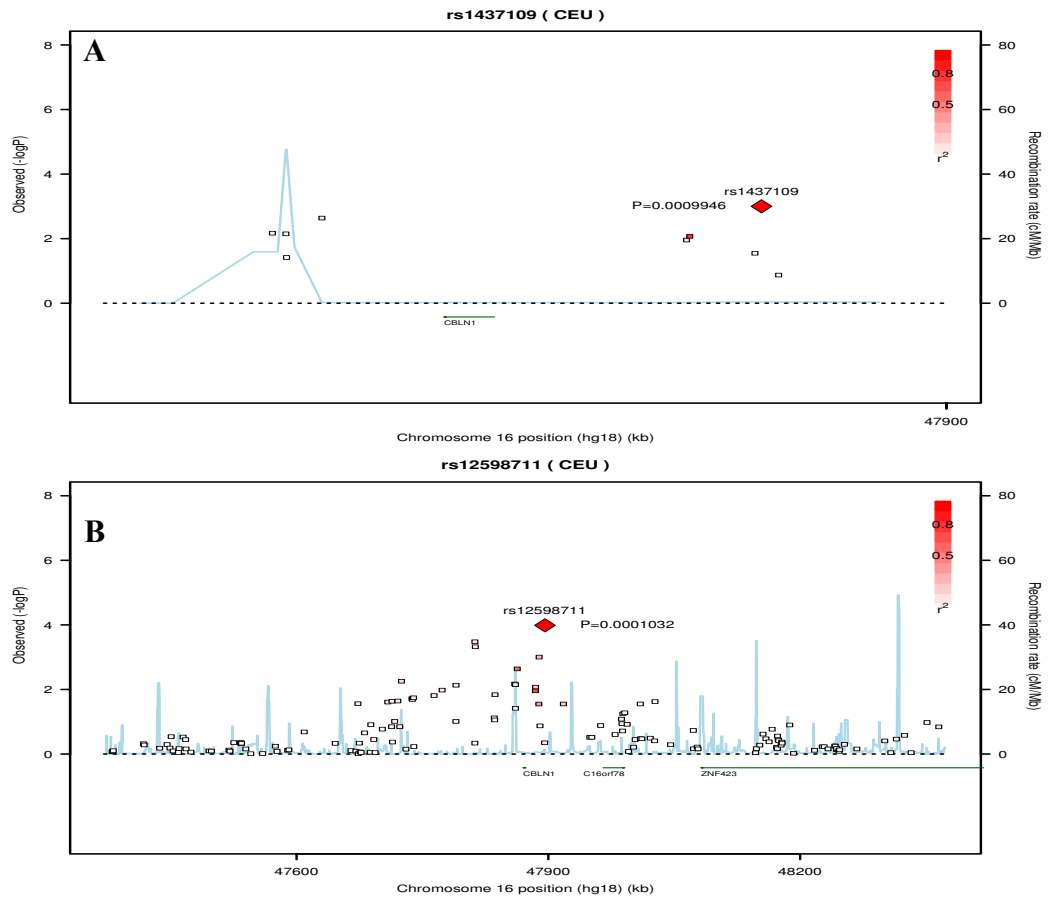 rs1437109 ( CEU )
A
8
6
4
2
0
Observed (-logP)
80
60
40
20
0
Recombination rate (cM/Mb)
0.8
0.5
r2
rs1437109
P=0.0009946
CBLN1
47900
Chromosome 16 position (hg18) (kb)
rs12598711 ( CEU )
B
8
6
4
2
0
Observed (-logP)
80
60
40
20
0
Recombination rate (cM/Mb)
0.8
0.5
r2
rs12598711
P=0.0001032
CBLN1
C16orf78
ZNF423
47600
47900
48200
Chromosome 16 position (hg18) (kb)